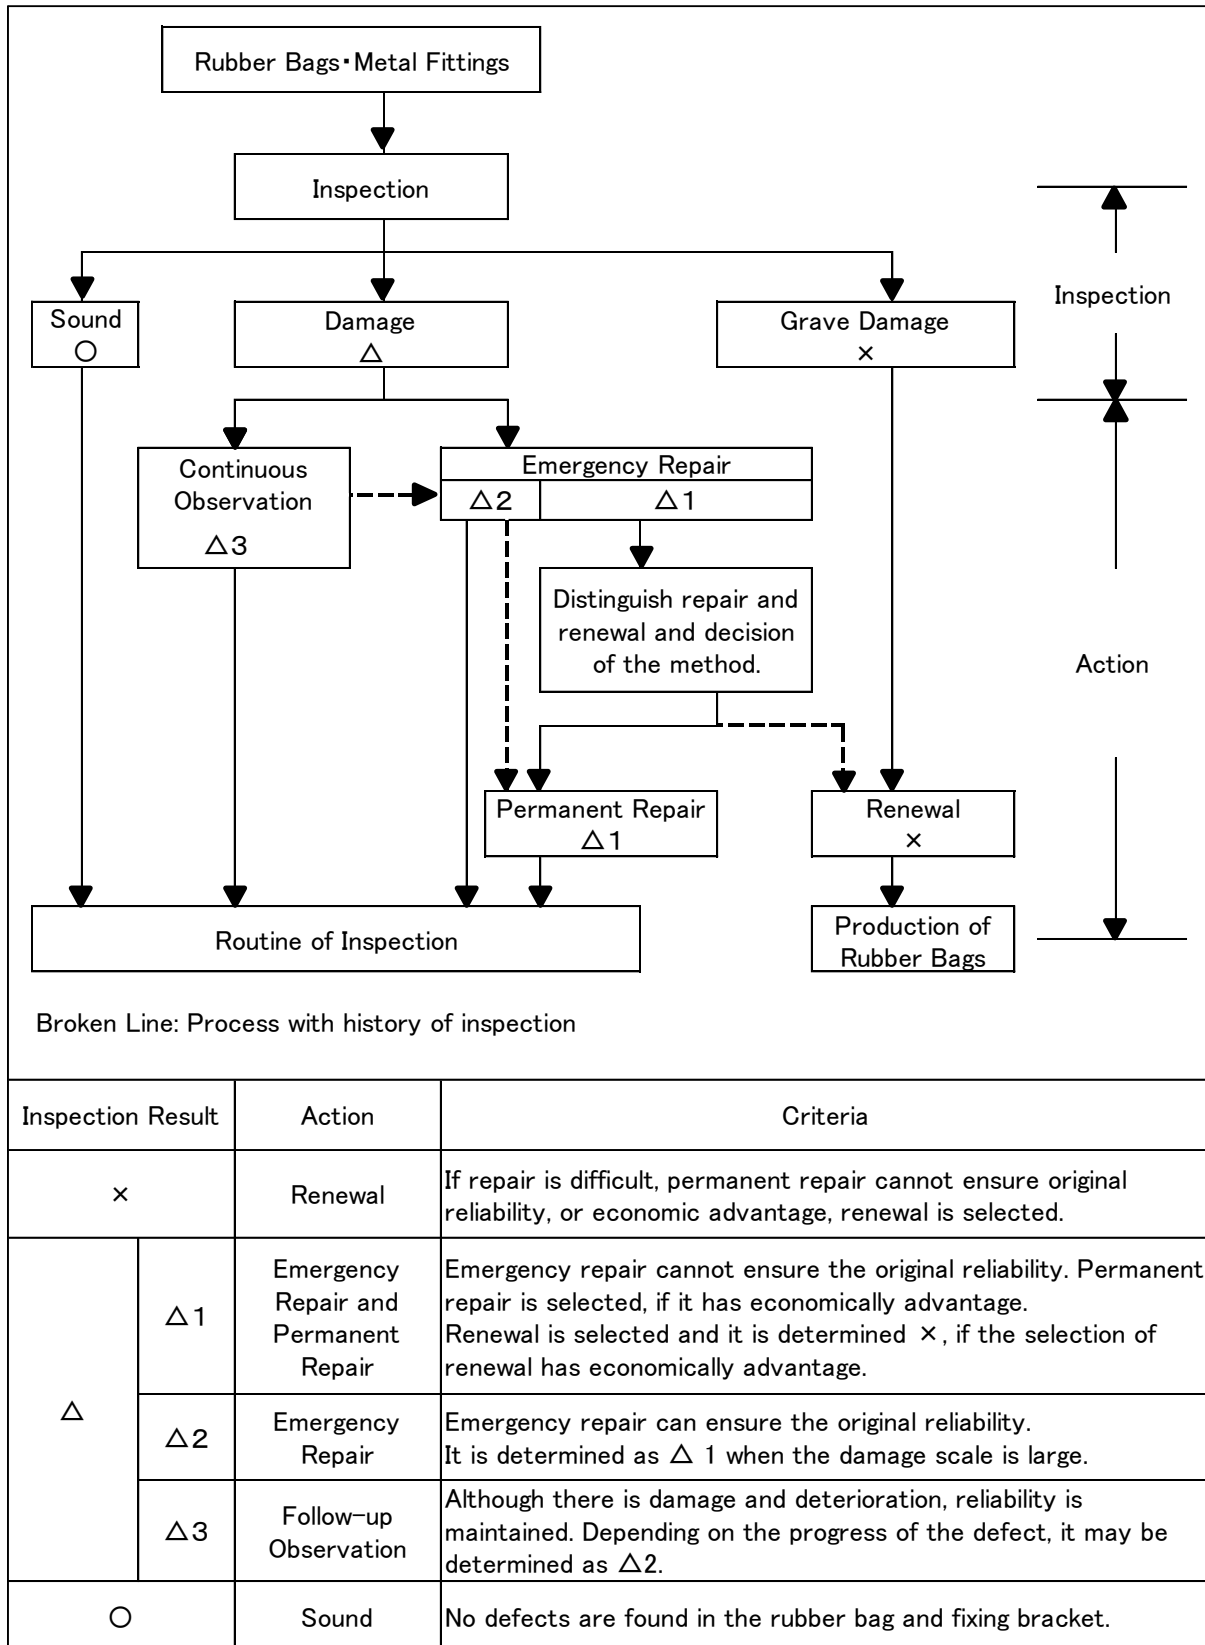 Rubber Bags・Metal Fittings
Inspection
Sound
○
Damage
△
Grave Damage
×
Inspection
Continuous
Observation
△3
Emergency Repair
△2
△1
Distinguish repair and
renewal and decision
of the method.
Action
Permanent Repair
△1
Renewal
×
Routine of Inspection
Production of
Rubber Bags
Broken Line: Process with history of inspection
Inspection Result
Action
Criteria
×
Renewal
If repair is difficult, permanent repair cannot ensure original
reliability, or economic advantage, renewal is selected.
△
△1
Emergency
Repair and
Permanent
Repair
Emergency repair cannot ensure the original reliability. Permanent
repair is selected, if it has economically advantage.
Renewal is selected and it is determined ×, if the selection of
renewal has economically advantage.
△2
Emergency
Repair
Emergency repair can ensure the original reliability.
It is determined as △ 1 when the damage scale is large.
△3
Follow-up
Observation
Although there is damage and deterioration, reliability is
maintained. Depending on the progress of the defect, it may be
determined as △2.
○
Sound
No defects are found in the rubber bag and fixing bracket.